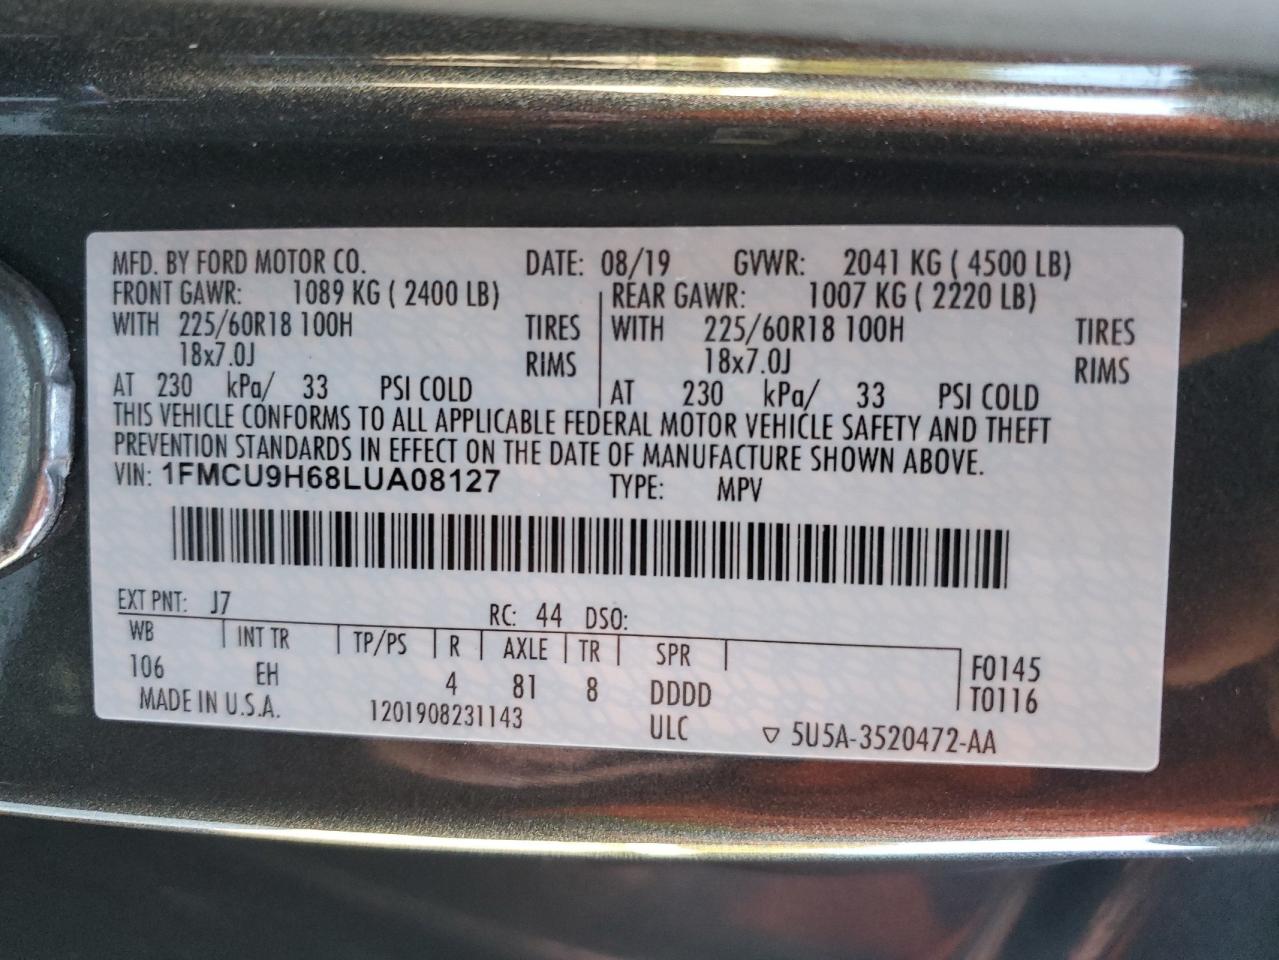 MFD. BY FORD MOTOR CO. DATE: 08/19 GVWR: 2041 KG ( 4500 LB)
FRONT GAWR: 1089 KG ( 2400 LB) REAR GAWR: 1007 KG ( 2220 LB)
WITH 225/60R18 100H TIRES WITH 225/60R18 100H TIRES
18x7.0J RIMS 18x7.0J RIMS
AT 230 kPa/ 33 PSI COLD AT 230 kPa/ 33 PSI COLD
THIS VEHICLE CONFORMS TO ALL APPLICABLE FEDERAL MOTOR VEHICLE SAFETY AND THEFT
PREVENTION STANDARDS IN EFFECT ON THE DATE OF MANUFACTURE SHOWN ABOVE.
VIN: 1FMCU9H68LUA08127 TYPE: MPV
EXT PNT: J7 RC: 44 DSO:
WB INT TR TP/PS R AXLE TR SPR F0145
106 EH 4 81 8 DDDD T0116
MADE IN U.S.A. 1201908231143 ULC ▽ 5U5A-3520472-AA